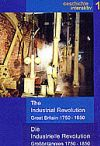 geschichte
interaktiv 1
The
Industrial Revolution
Great Britain 1750 - 1850
Die
Industrielle Revolution
Großbritannien 1750 - 1850